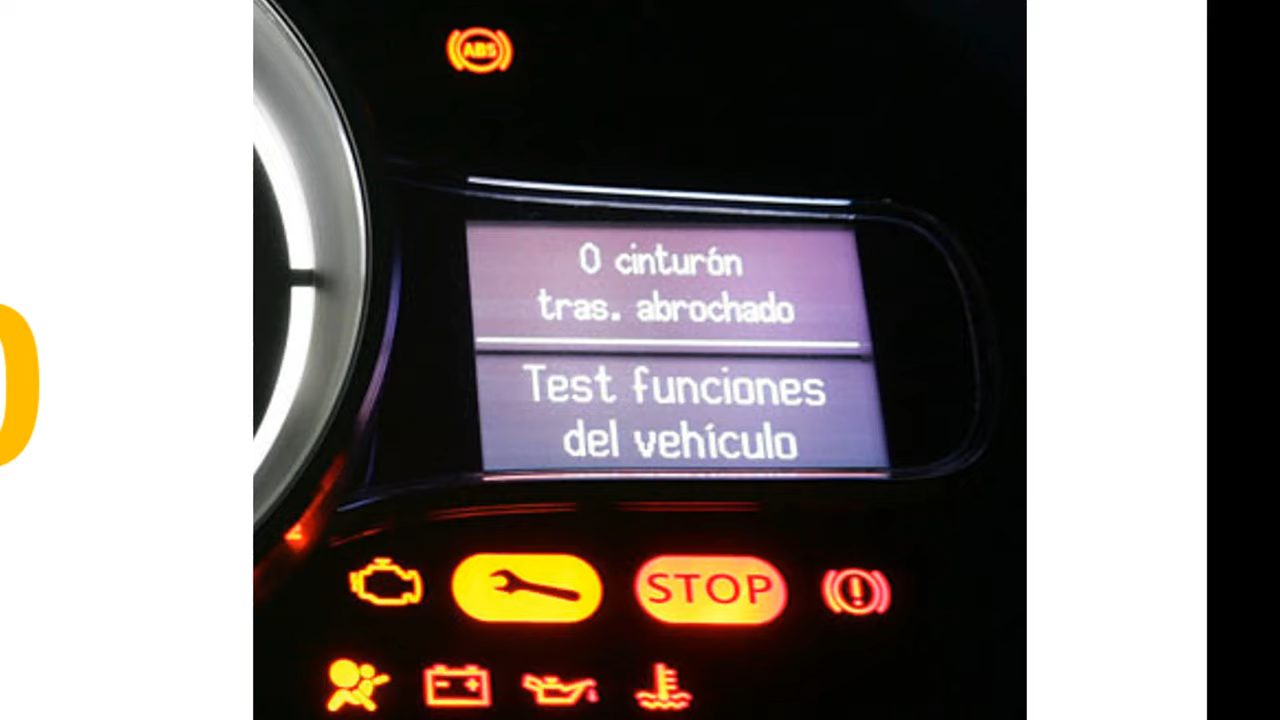 ABS
0 cinturón
tras. abrochado
Test funciones
del vehículo
STOP